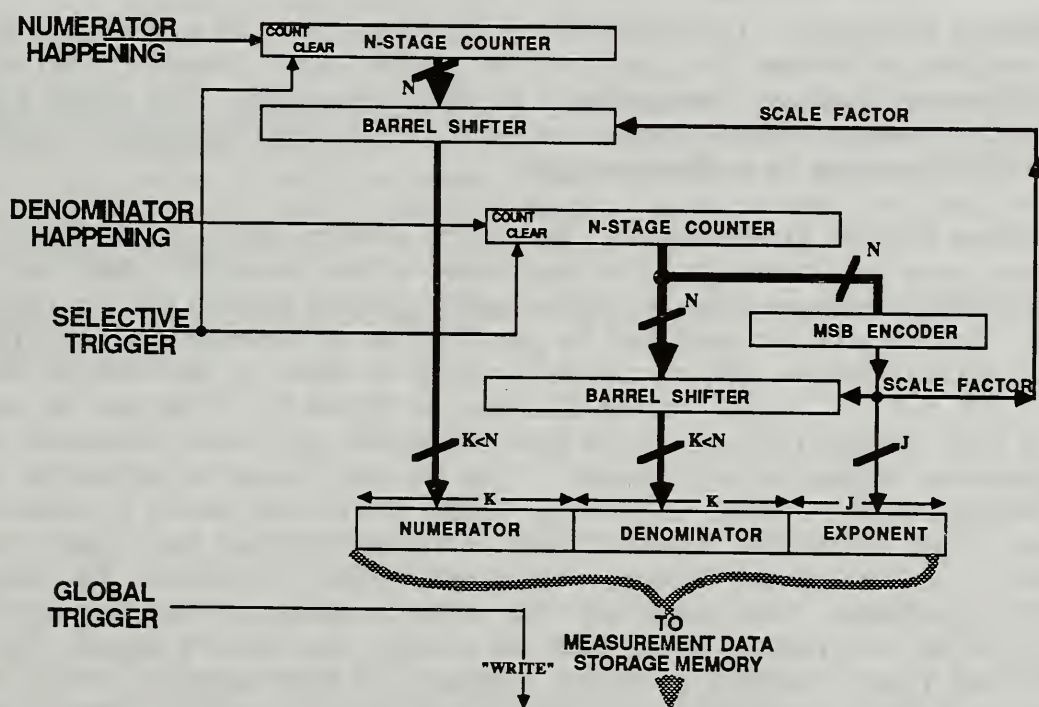 NUMERATOR
HAPPENING
COUNT
CLEAR
N-STAGE COUNTER
N
BARREL SHIFTER
SCALE FACTOR
DENOMINATOR
HAPPENING
COUNT
CLEAR
N-STAGE COUNTER
N
N
SELECTIVE
TRIGGER
MSB ENCODER
BARREL SHIFTER
SCALE FACTOR
K<N
K<N
J
K
K
J
NUMERATOR
DENOMINATOR
EXPONENT
GLOBAL
TRIGGER
"WRITE"
TO
MEASUREMENT DATA
STORAGE MEMORY